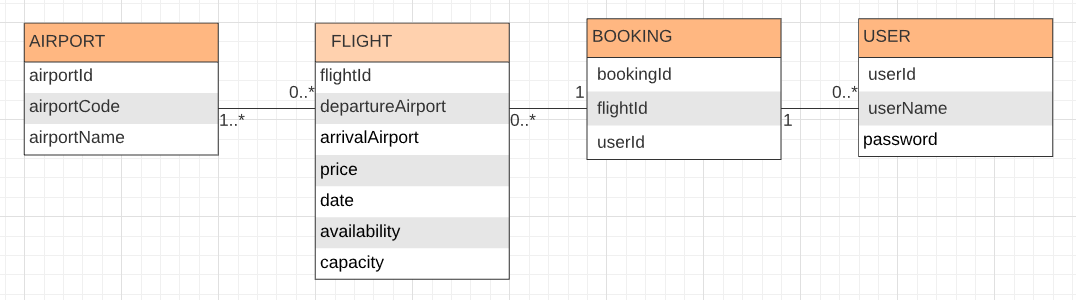 AIRPORT
airportId
airportCode
airportName
1..*
0..*
FLIGHT
flightId
departureAirport
arrivalAirport
price
date
availability
capacity
0..*
1
BOOKING
bookingId
flightId
userId
1
0..*
USER
userId
userName
password